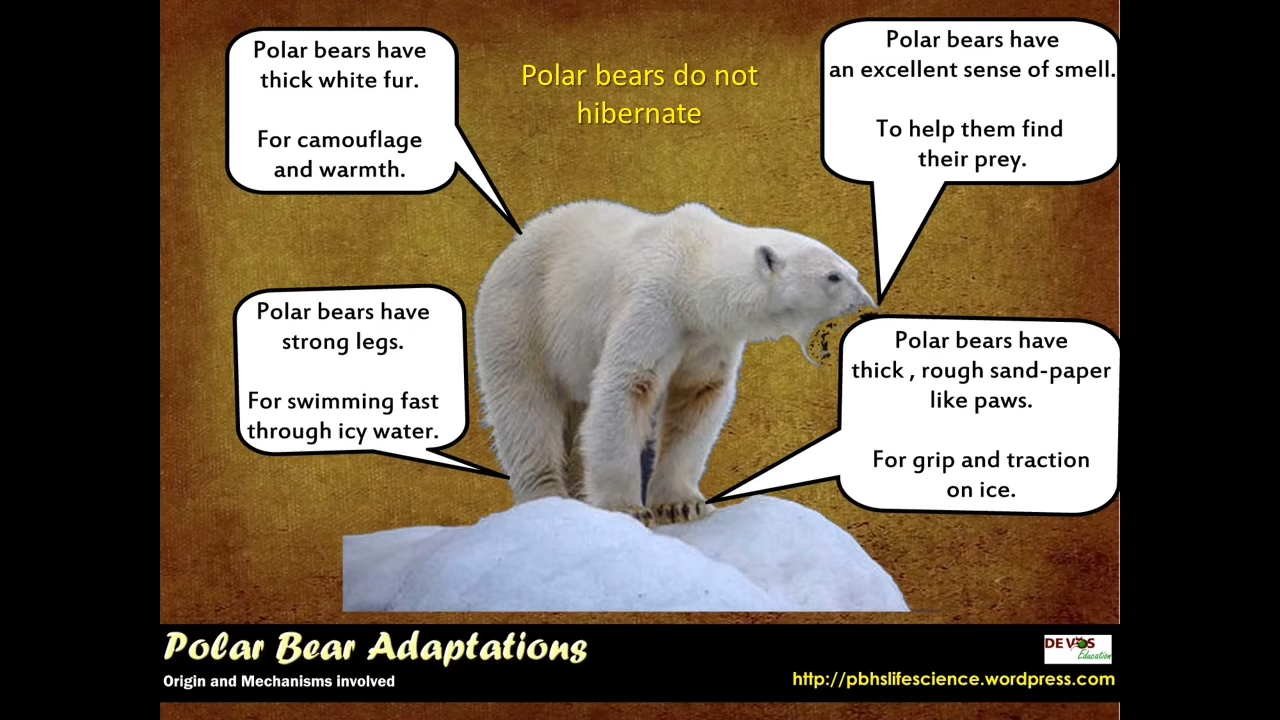 Polar bears have
thick white fur.
For camouflage
and warmth.
Polar bears do not
hibernate
Polar bears have
an excellent sense of smell.
To help them find
their prey.
Polar bears have
strong legs.
For swimming fast
through icy water.
Polar bears have
thick , rough sand-paper
like paws.
For grip and traction
on ice.
Polar Bear Adaptations
Origin and Mechanisms involved
DE VOS
Education
http://pbhslifescience.wordpress.com